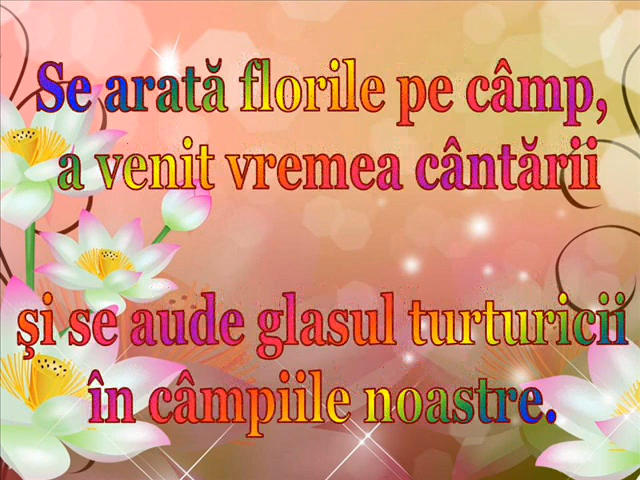 Se arată florile pe câmp,
a venit vremea cântării
şi se aude glasul turturicii
în câmpiile noastre.